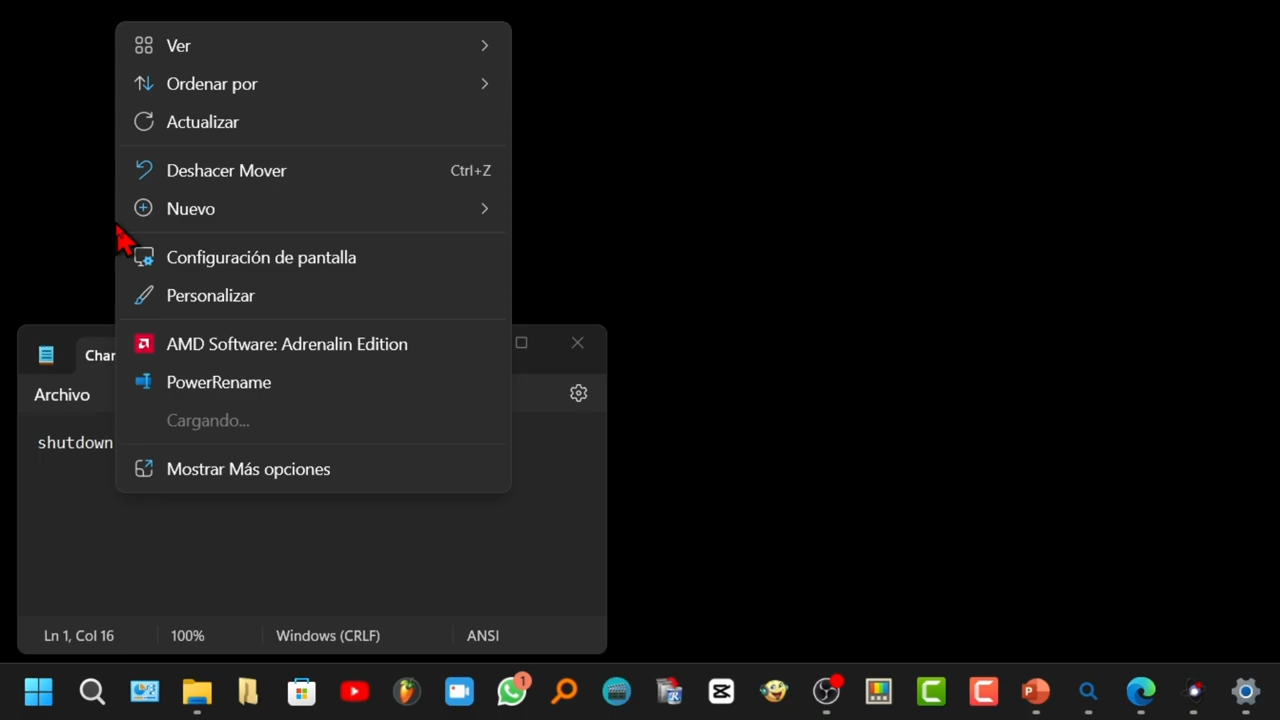 Ver
Ordenar por
Actualizar
Deshacer Mover Ctrl+Z
Nuevo
Configuración de pantalla
Personalizar
AMD Software: Adrenalin Edition
PowerRename
Cargando...
Mostrar Más opciones
Char
Archivo
shutdown
Ln 1, Col 16 100% Windows (CRLF) ANSI
1